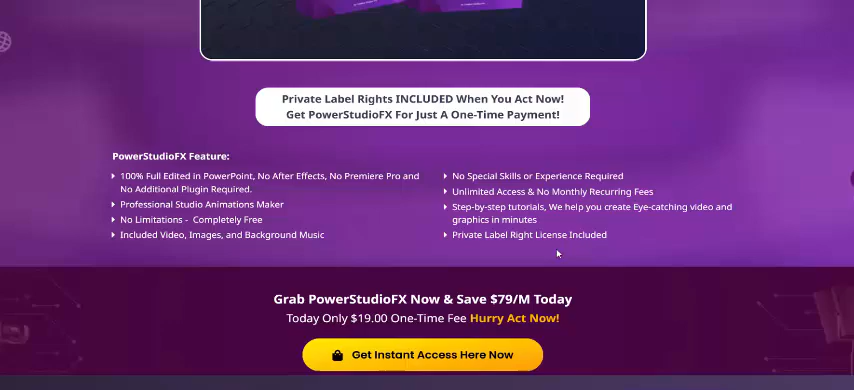 Private Label Rights INCLUDED When You Act Now!
Get PowerStudioFX For Just A One-Time Payment!
PowerStudioFX Feature:
100% Full Edited in PowerPoint, No After Effects, No Premiere Pro and
No Additional Plugin Required.
Professional Studio Animations Maker
No Limitations - Completely Free
Included Video, Images, and Background Music
No Special Skills or Experience Required
Unlimited Access & No Monthly Recurring Fees
Step-by-step tutorials, We help you create Eye-catching video and
graphics in minutes
Private Label Right License Included
Grab PowerStudioFX Now & Save $79/M Today
Today Only $19.00 One-Time Fee Hurry Act Now!
Get Instant Access Here Now